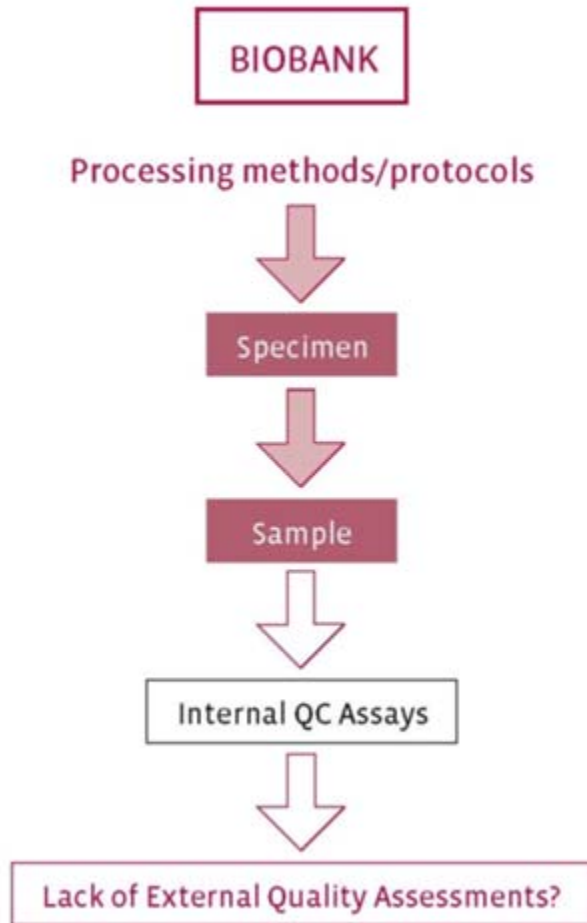 BIOBANK
Processing methods/protocols
Specimen
Sample
Internal QC Assays
Lack of External Quality Assessments?